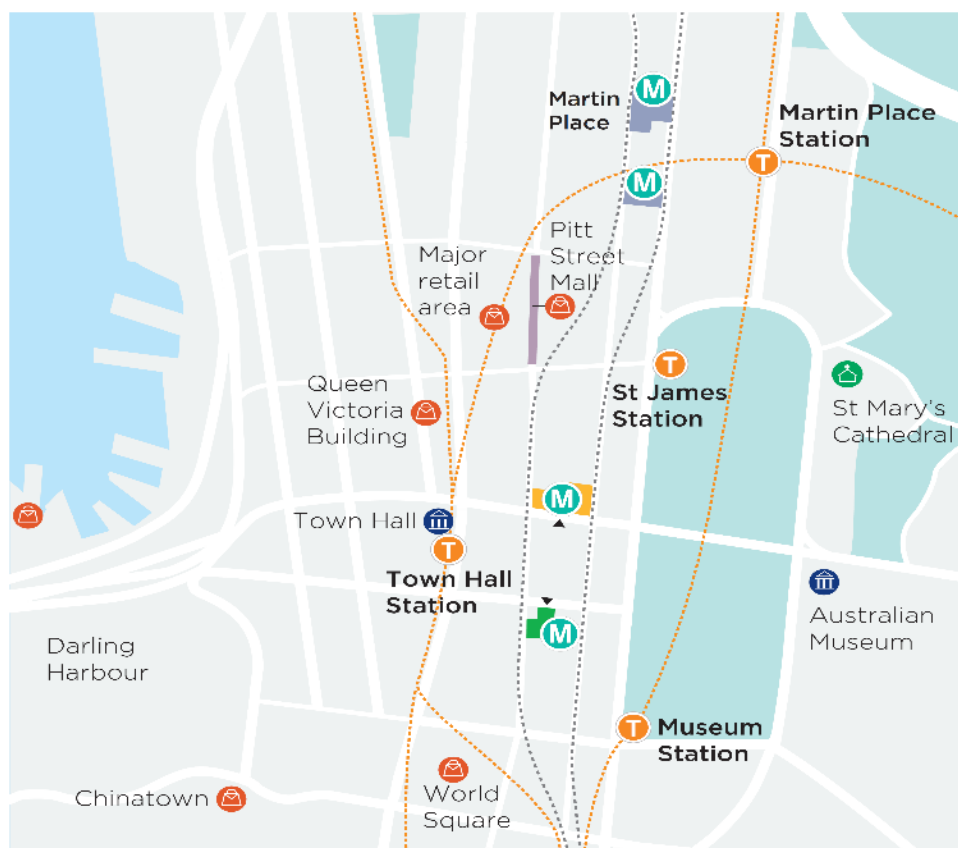 M
Martin
Place
Martin Place
Station
T
M
Pitt
Street
Mall
Major
retail
area
T
St James
Station
Queen
Victoria
Building
St Mary's
Cathedral
M
Town Hall
T
Town Hall
Station
Australian
Museum
M
Darling
Harbour
T
Museum
Station
Chinatown
World
Square